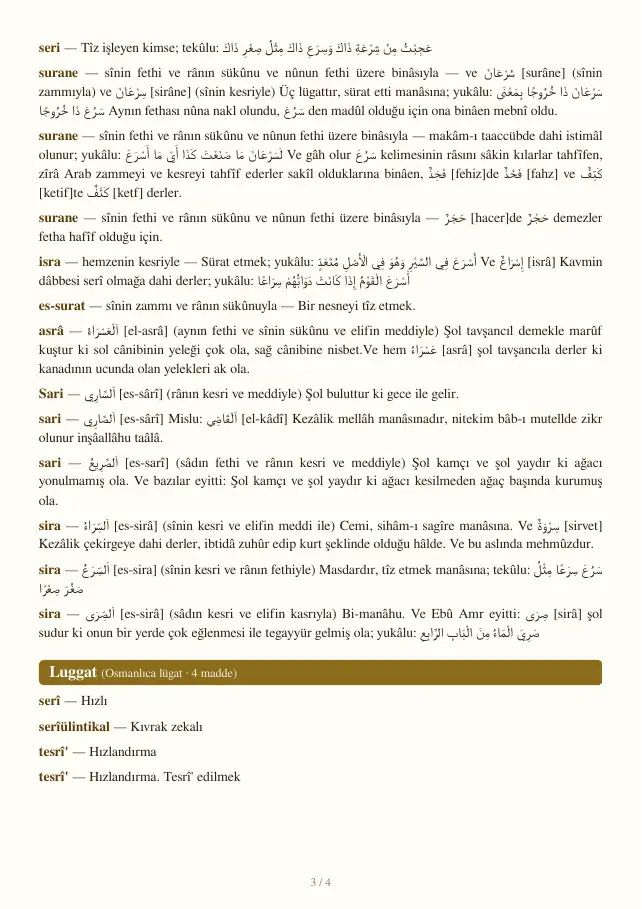 seri — Tîz işleyen kimse; tekûlu: عَجِبْتُ مِنْ سُرْعَةِ ذَاكَ وَسِرَعِ ذَاكَ مِثْلُ صِغَرِ ذَاكَ
surane — sînin fethi ve rânın sükûnu ve nûnun fethi üzere binâsıyla — ve سُرْعَانَ [surâne] (sînin
zammıyla) ve سِرْعَانَ [sirâne] (sînin kesriyle) Üç lügattır, sürat etti manâsına; yukâlu: سَرْعَانَ ذَا خُرُوجًا بِمَعْنَى
سَرُعَ ذَا خُرُوجًا Aynın fethası nûna nakl olundu, سَرُعَ den madûl olduğu için ona binâen mebnî oldu.
surane — sînin fethi ve rânın sükûnu ve nûnun fethi üzere binâsıyla — makâm-ı taaccübde dahi istimâl
olunur; yukâlu: لَسَرْعَانَ مَا صَنَعْتَ كَذَا أَيْ مَا أَسْرَعَ Ve gâh olur سَرُعَ kelimesinin râsını sâkin kılarlar tahfîfen,
zîrâ Arab zammeyi ve kesreyi tahfîf ederler sakîl olduklarına binâen, فَخِذٌ [fehiz]de فَخْذٌ [fahz] ve كَتِفٌ
[ketif]te كَتْفٌ [ketf] derler.
surane — sînin fethi ve rânın sükûnu ve nûnun fethi üzere binâsıyla — حَجَرٌ [hacer]de حَجْرٌ demezler
fetha hafîf olduğu için.
isra — hemzenin kesriyle — Sürat etmek; yukâlu: أَسْرَعَ فِي السَّيْرِ وَهُوَ فِي الْأَصْلِ مُتَعَدٍّ Ve إِسْرَاعٌ [isrâ] Kavmin
dâbbesi serî olmağa dahi derler; yukâlu: أَسْرَعَ الْقَوْمُ إِذَا كَانَتْ دَوَابُّهُمْ سِرَاعًا
es-surat — sînin zammı ve rânın sükûnuyla — Bir nesneyi tîz etmek.
asrâ — اَلْعَسْرَاءُ [el-asrâ] (aynın fethi ve sînin sükûnu ve elifin meddiyle) Şol tavşancıl demekle marûf
kuştur ki sol cânibinin yeleği çok ola, sağ cânibine nisbet.Ve hem عَسْرَاءُ [asrâ] şol tavşancıla derler ki
kanadının ucunda olan yelekleri ak ola.
Sari — اَلسَّارِي [es-sârî] (rânın kesri ve meddiyle) Şol buluttur ki gece ile gelir.
sari — اَلصَّارِي [es-sârî] Mislu: اَلْقَاضِي [el-kâdî] Kezâlik mellâh manâsınadır, nitekim bâb-ı mutellde zikr
olunur inşâallâhu taâlâ.
sari — اَلصَّرِيعُ [es-sarî] (sâdın fethi ve rânın kesri ve meddiyle) Şol kamçı ve şol yaydır ki ağacı
yonulmamış ola. Ve bazılar eyitti: Şol kamçı ve şol yaydır ki ağacı kesilmeden ağaç başında kurumuş
ola.
sira — اَلسِّرَاءُ [es-sirâ] (sînin kesri ve elifin meddi ile) Cemi, sihâm-ı sagîre manâsına. Ve سِرْوَةٌ [sirvet]
Kezâlik çekirgeye dahi derler, ibtidâ zuhûr edip kurt şeklinde olduğu hâlde. Ve bu aslında mehmûzdur.
sira — اَلسِّرَعُ [es-sira] (sînin kesri ve rânın fethiyle) Masdardır, tîz etmek manâsına; tekûlu: سَرُعَ سِرَعًا مِثْلُ
صَغُرَ صِغَرًا
sira — اَلصِّرَى [es-sirâ] (sâdın kesri ve elifin kasrıyla) Bi-manâhu. Ve Ebû Amr eyitti: صِرَى [sirâ] şol
sudur ki onun bir yerde çok eğlenmesi ile tegayyür gelmiş ola; yukâlu: صَرِيَ الْمَاءُ مِنَ الْبَابِ الرَّابِعِ
Luggat (Osmanlıca lügat · 4 madde)
serî — Hızlı
serîülintikal — Kıvrak zekalı
tesrî' — Hızlandırma
tesrî' — Hızlandırma. Tesrî' edilmek
3 / 4